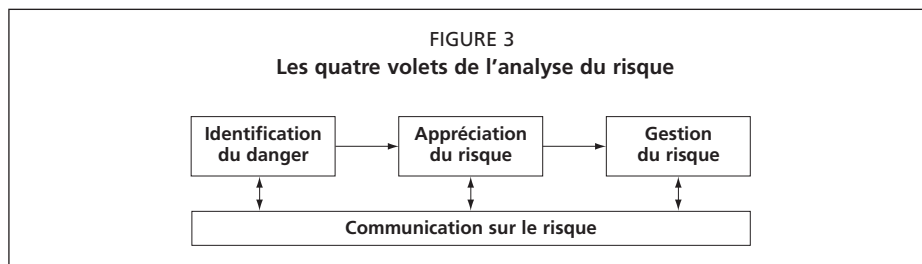 FIGURE 3
Les quatre volets de l'analyse du risque
Identification
du danger
Appréciation
du risque
Gestion
du risque
Communication sur le risque